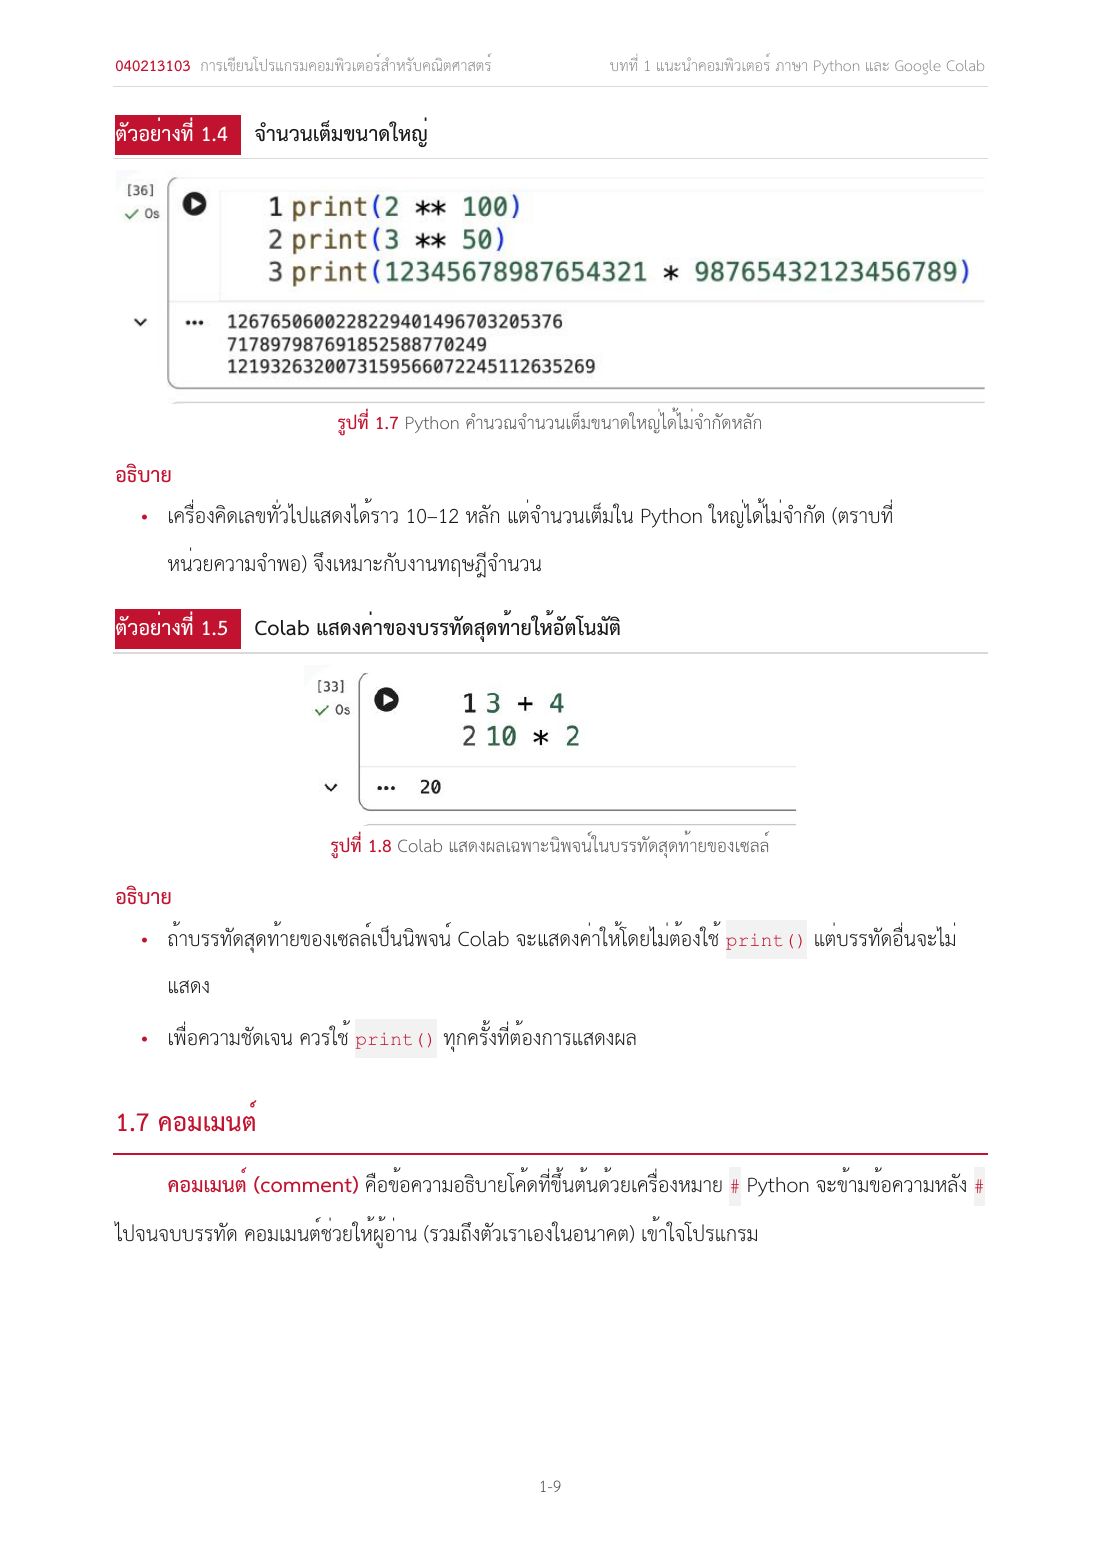 040213103 การเขียนโปรแกรมคอมพิวเตอร์สำหรับคณิตศาสตร์ บทที่ 1 แนะนำคอมพิวเตอร์ ภาษา Python และ Google Colab
ตัวอย่างที่ 1.4 จำนวนเต็มขนาดใหญ่
[36]
0s
1 print(2 ** 100)
2 print(3 ** 50)
3 print(12345678987654321 * 98765432123456789)
1267650600228229401496703205376
717897987691852588770249
1219326320073159566072245112635269
รูปที่ 1.7 Python คำนวณจำนวนเต็มขนาดใหญ่ได้ไม่จำกัดหลัก
อธิบาย
• เครื่องคิดเลขทั่วไปแสดงได้ราว 10–12 หลัก แต่จำนวนเต็มใน Python ใหญ่ได้ไม่จำกัด (ตราบที่
หน่วยความจำพอ) จึงเหมาะกับงานทฤษฎีจำนวน
ตัวอย่างที่ 1.5 Colab แสดงค่าของบรรทัดสุดท้ายให้อัตโนมัติ
[33]
0s
1 3 + 4
2 10 * 2
20
รูปที่ 1.8 Colab แสดงผลเฉพาะนิพจน์ในบรรทัดสุดท้ายของเซลล์
อธิบาย
• ถ้าบรรทัดสุดท้ายของเซลล์เป็นนิพจน์ Colab จะแสดงค่าให้โดยไม่ต้องใช้ print() แต่บรรทัดอื่นจะไม่
แสดง
• เพื่อความชัดเจน ควรใช้ print() ทุกครั้งที่ต้องการแสดงผล
1.7 คอมเมนต์
คอมเมนต์ (comment) คือข้อความอธิบายโค้ดที่ขึ้นต้นด้วยเครื่องหมาย # Python จะข้ามข้อความหลัง #
ไปจนจบบรรทัด คอมเมนต์ช่วยให้ผู้อ่าน (รวมถึงตัวเราเองในอนาคต) เข้าใจโปรแกรม
1-9